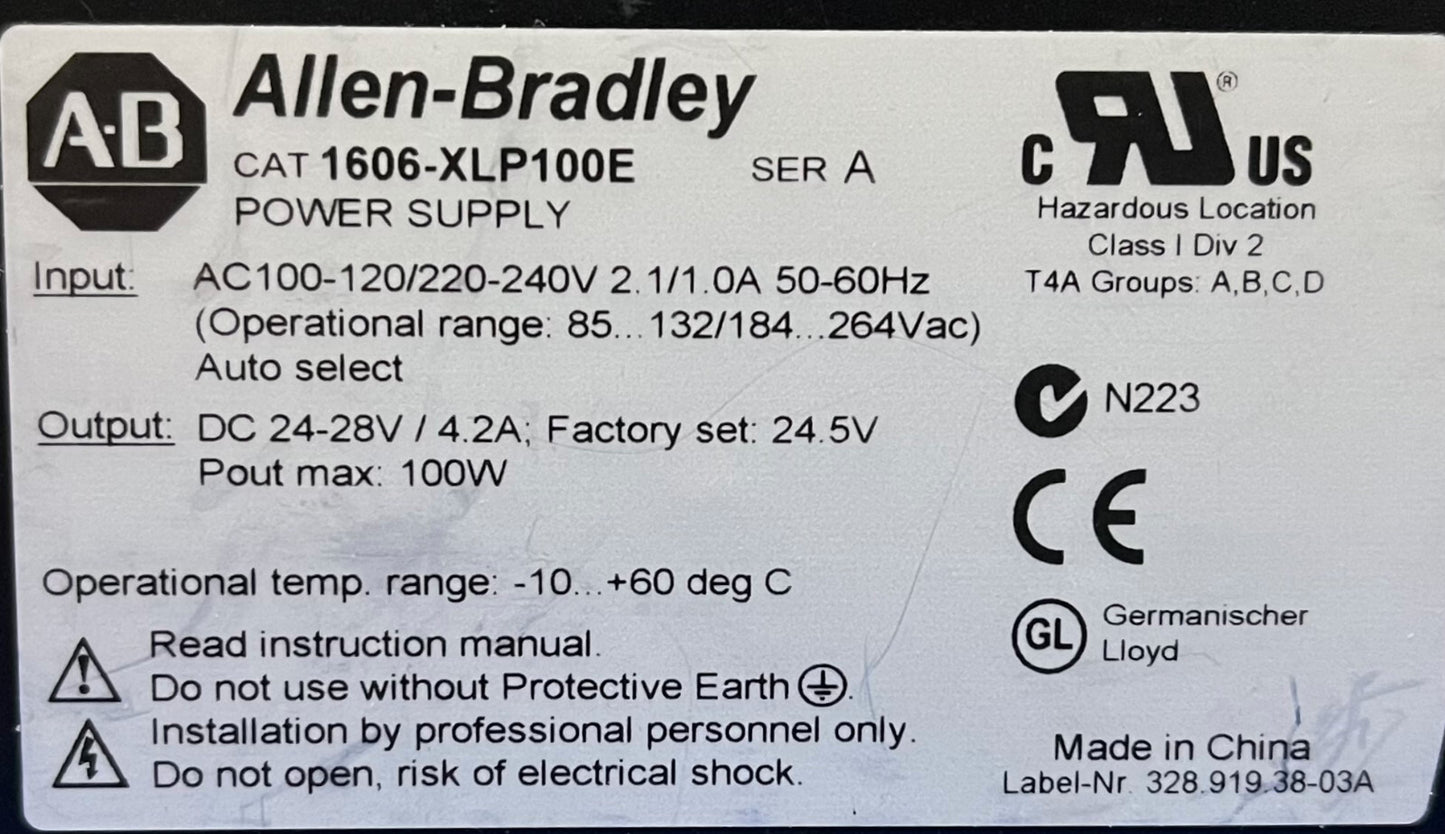 A-B
Allen-Bradley
CAT 1606-XLP100E SER A
POWER SUPPLY
Input: AC100-120/220-240V 2.1/1.0A 50-60Hz
(Operational range: 85...132/184...264Vac)
Auto select
Output: DC 24-28V / 4.2A; Factory set: 24.5V
Pout max: 100W
Operational temp. range: -10...+60 deg C
Read instruction manual.
Do not use without Protective Earth.
Installation by professional personnel only.
Do not open, risk of electrical shock.
C RU ® US
Hazardous Location
Class I Div 2
T4A Groups: A,B,C,D
N223
CE
GL Germanischer
Lloyd
Made in China
Label-Nr. 328.919.38-03A